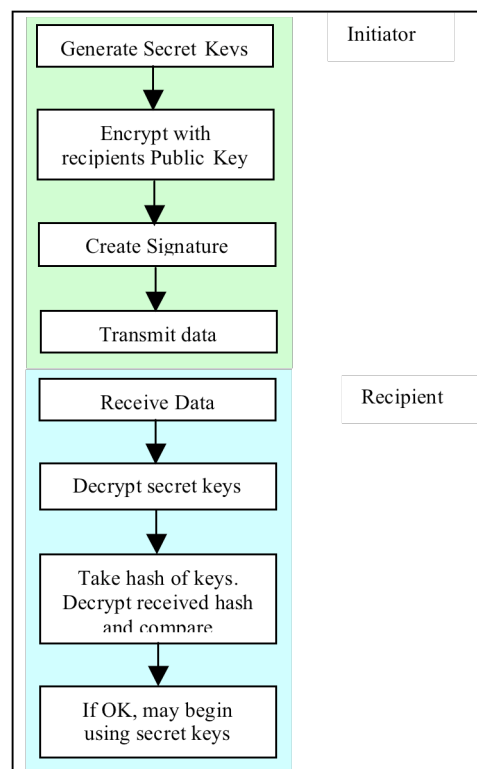 Generate Secret Keys
Initiator
Encrypt with
recipients Public Key
Create Signature
Transmit data
Receive Data
Recipient
Decrypt secret keys
Take hash of keys.
Decrypt received hash
and compare
If OK, may begin
using secret keys